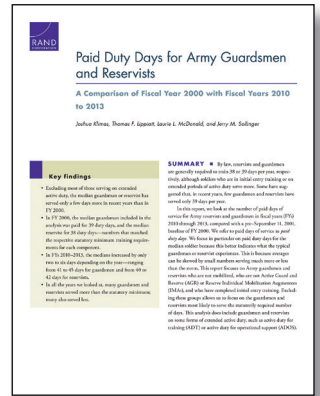 RAND
CORPORATION
Paid Duty Days for Army Guardsmen
and Reservists
A Comparison of Fiscal Year 2000 with Fiscal Years 2010
to 2013
Joshua Klimas, Thomas F. Lippiatt, Laurie L. McDonald, and Jerry M. Sollinger
Key findings
• Excluding most of those serving on extended
active duty, the median guardsman or reservist has
served only a few days more in recent years than in
FY 2000.
• In FY 2000, the median guardsmen included in the
analysis was paid for 39 duty days, and the median
reservist for 38 duty days—numbers that matched
the respective statutory minimum training require-
ments for each component.
• In FYs 2010–2013, the medians increased by only
two to six days depending on the year—ranging
from 41 to 45 days for guardsmen and from 40 to
42 days for reservists.
• In all the years we looked at, many guardsmen and
reservists served more than the statutory minimum;
many also served less.
SUMMARY ■ By law, reservists and guardsmen
are generally required to train 38 or 39 days per year, respec-
tively, although soldiers who are in initial entry training or on
extended periods of active duty serve more. Some have sug-
gested that, in recent years, few guardsmen and reservists have
served only 39 days per year.
In this report, we look at the number of paid days of
service for Army reservists and guardsmen in fiscal years (FYs)
2010 through 2013, compared with a pre–September 11, 2001,
baseline of FY 2000. We refer to paid days of service as paid
duty days. We focus in particular on paid duty days for the
median soldier because this better indicates what the typical
guardsman or reservist experiences. This is because averages
can be skewed by small numbers serving much more or less
than the norm. This report focuses on Army guardsmen and
reservists who are not mobilized, who are not Active Guard and
Reserve (AGR) or Reserve Individual Mobilization Augmentees
(IMAs), and who have completed initial entry training. Exclud-
ing these groups allows us to focus on the guardsmen and
reservists most likely to serve the statutorily required number
of days. This analysis does include guardsmen and reservists
on some forms of extended active duty, such as active duty for
training (ADT) or active duty for operational support (ADOS),